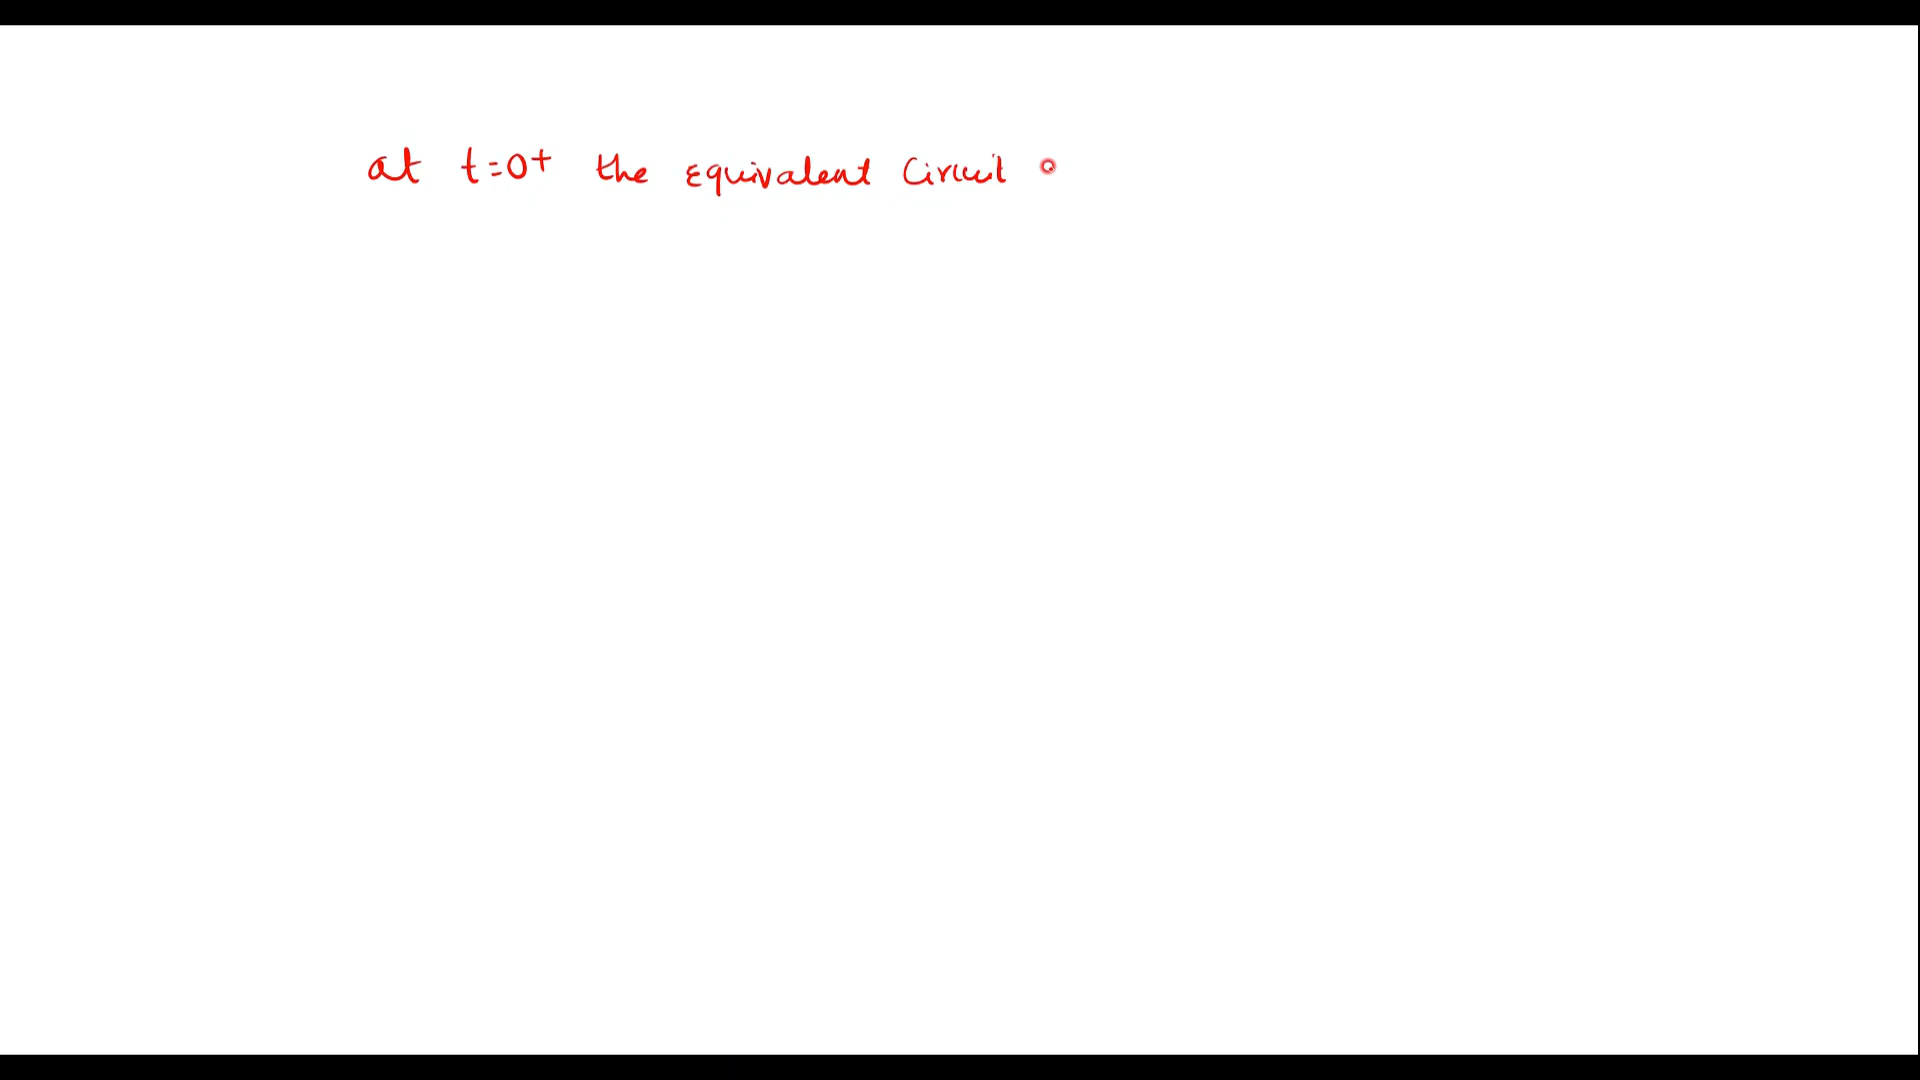 at t=0+ the equivalent circuit